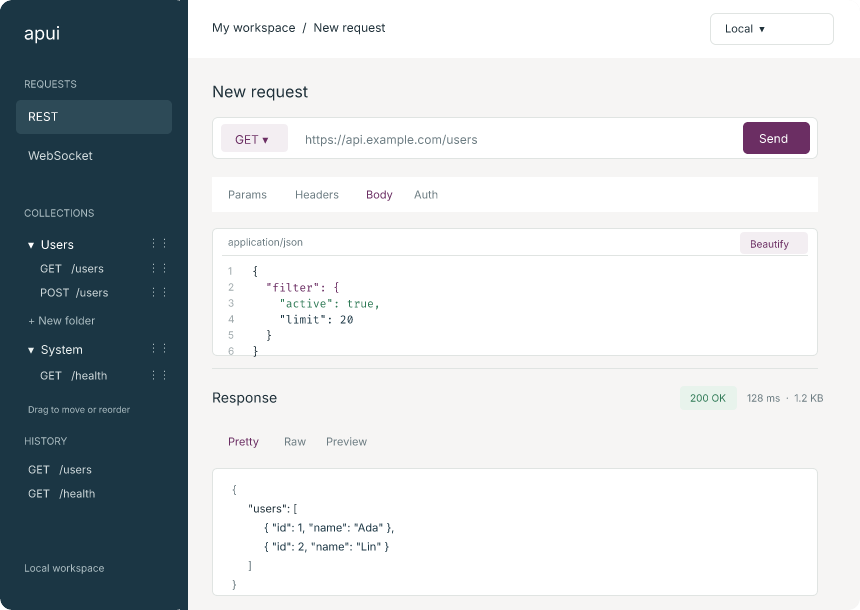 apui
REQUESTS
REST
WebSocket
COLLECTIONS
▾ Users
GET /users
POST /users
+ New folder
▾ System
GET /health
Drag to move or reorder
HISTORY
GET /users
GET /health
Local workspace
My workspace / New request
Local ▾
New request
GET ▾ https://api.example.com/users Send
Params Headers Body Auth
application/json Beautify
1 {
2 "filter": {
3 "active": true,
4 "limit": 20
5 }
6 }
Response 200 OK 128 ms · 1.2 KB
Pretty Raw Preview
{
"users": [
{ "id": 1, "name": "Ada" },
{ "id": 2, "name": "Lin" }
]
}